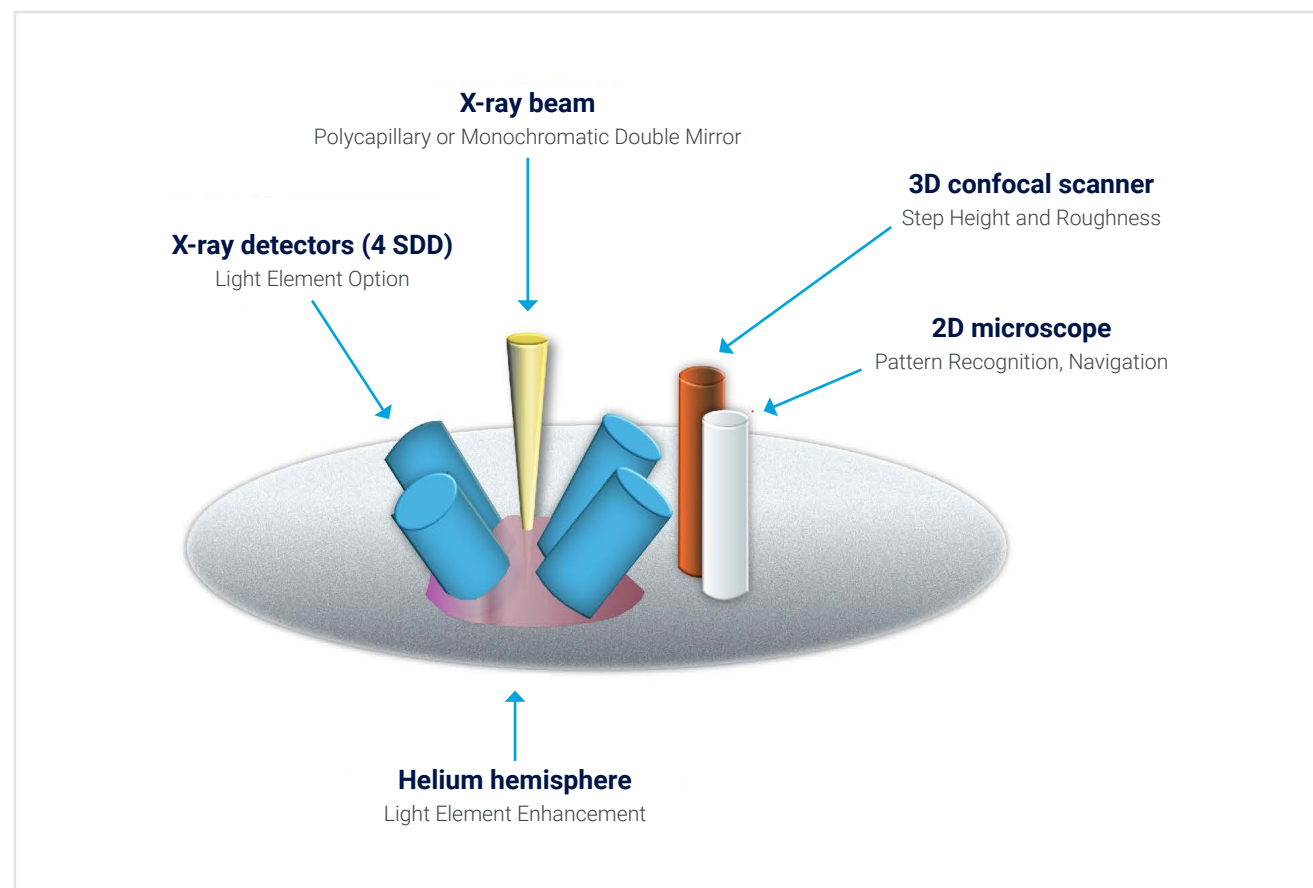 X-ray beam
Polycapillary or Monochromatic Double Mirror
3D confocal scanner
Step Height and Roughness
X-ray detectors (4 SDD)
Light Element Option
2D microscope
Pattern Recognition, Navigation
Helium hemisphere
Light Element Enhancement